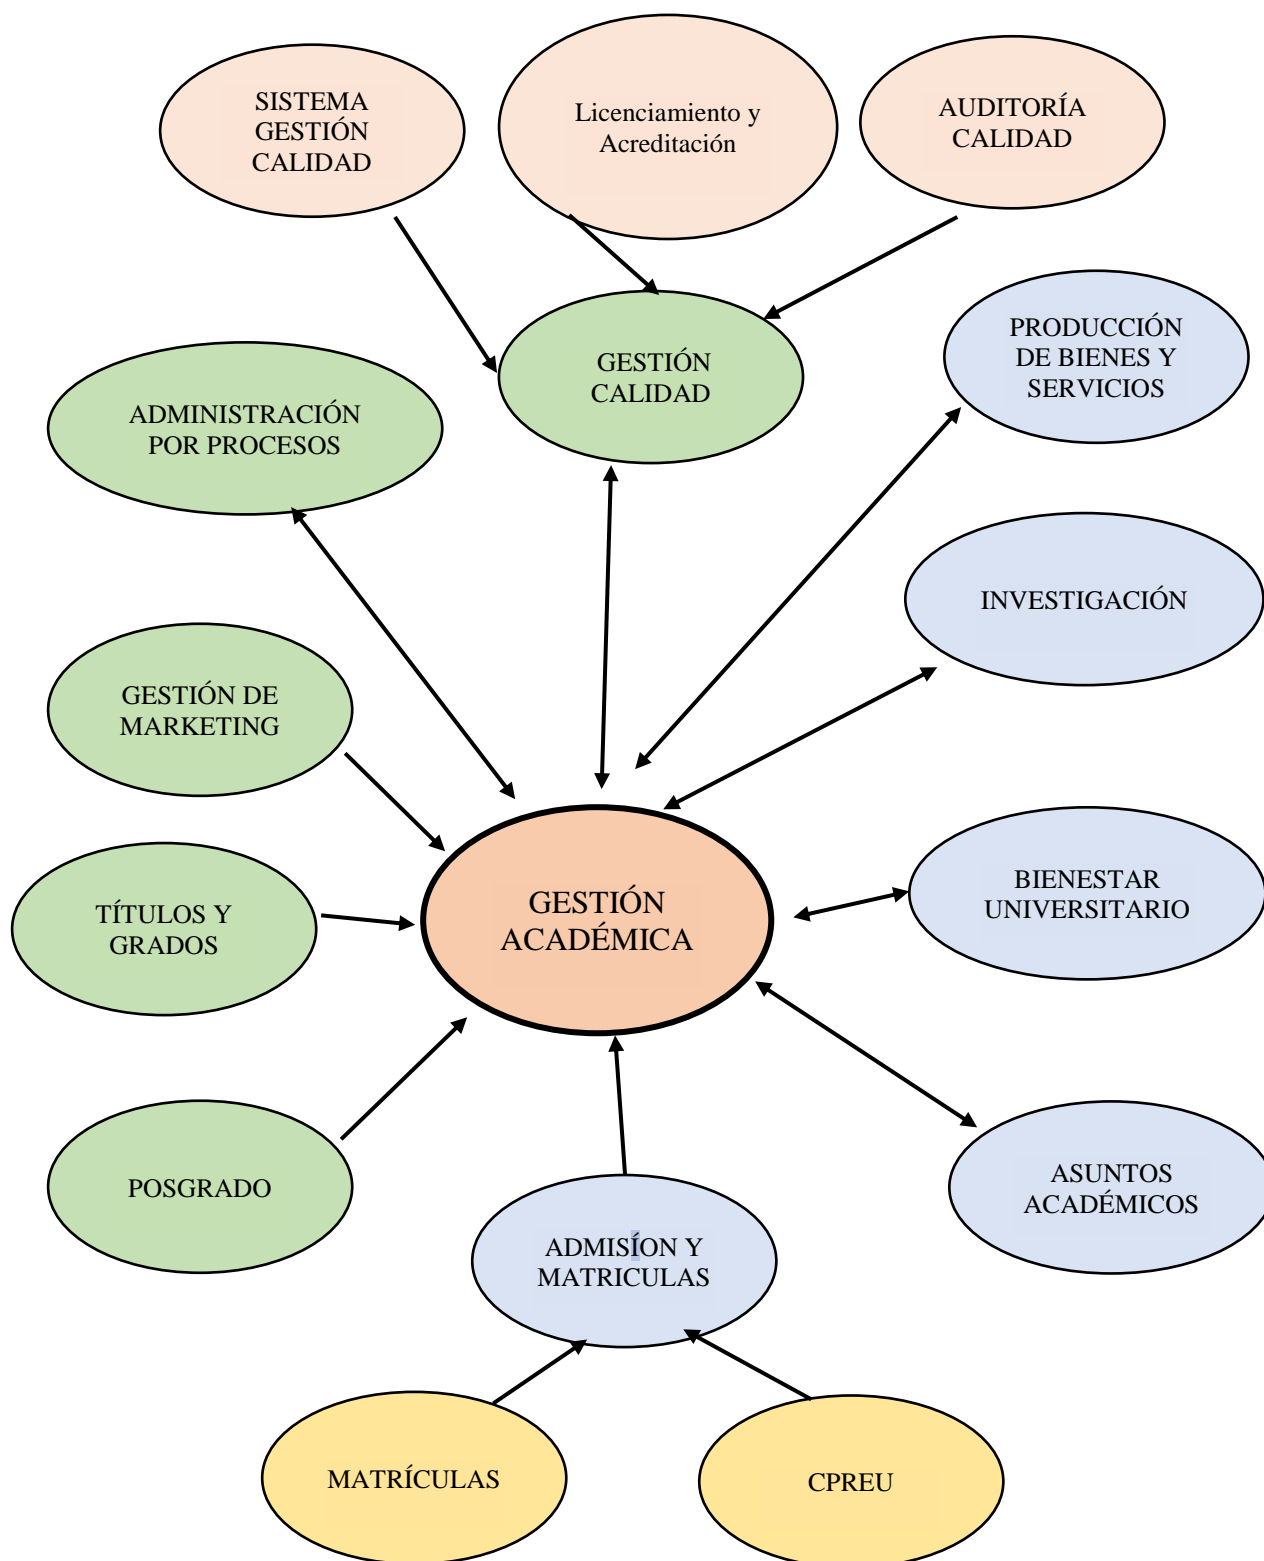 SISTEMA
GESTIÓN
CALIDAD
Licenciamiento y
Acreditación
AUDITORÍA
CALIDAD
PRODUCCIÓN
DE BIENES Y
SERVICIOS
GESTIÓN
CALIDAD
ADMINISTRACIÓN
POR PROCESOS
INVESTIGACIÓN
GESTIÓN DE
MARKETING
BIENESTAR
UNIVERSITARIO
GESTIÓN
ACADÉMICA
TÍTULOS Y
GRADOS
POSGRADO
ASUNTOS
ACADÉMICOS
ADMISÍON Y
MATRICULAS
MATRÍCULAS
CPREU